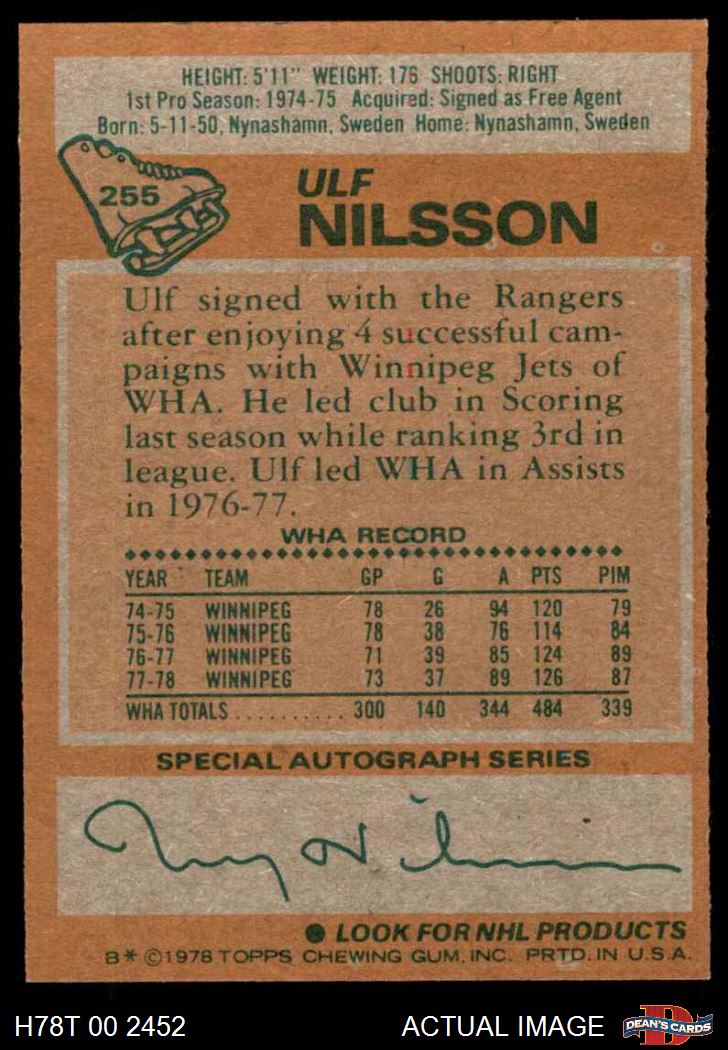 HEIGHT: 5'11" WEIGHT: 176 SHOOTS: RIGHT
1st Pro Season: 1974-75 Acquired: Signed as Free Agent
Born: 5-11-50, Nynashamn, Sweden Home: Nynashamn, Sweden
255
ULF
NILSSON
Ulf signed with the Rangers
after enjoying 4 successful cam-
paigns with Winnipeg Jets of
WHA. He led club in Scoring
last season while ranking 3rd in
league. Ulf led WHA in Assists
in 1976-77.
WHA RECORD
YEAR TEAM GP G A PTS PIM
74-75 WINNIPEG 78 26 94 120 79
75-76 WINNIPEG 78 38 76 114 84
76-77 WINNIPEG 71 39 85 124 89
77-78 WINNIPEG 73 37 89 126 87
WHA TOTALS .......... 300 140 344 484 339
SPECIAL AUTOGRAPH SERIES
● LOOK FOR NHL PRODUCTS
B* ©1978 TOPPS CHEWING GUM, INC. PRTD. IN U.S.A.
H78T 00 2452 ACTUAL IMAGE
D
DEAN'S CARDS